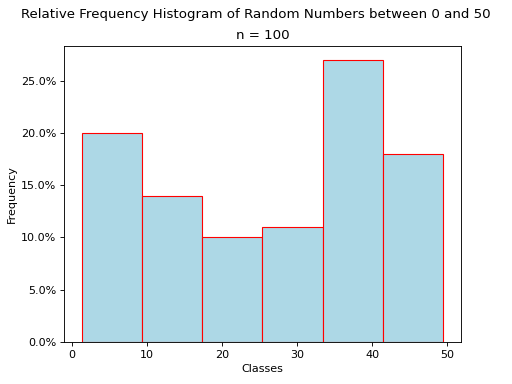 Relative Frequency Histogram of Random Numbers between 0 and 50
n = 100
25.0%
20.0%
15.0%
10.0%
5.0%
0.0%
Frequency
0 10 20 30 40 50
Classes